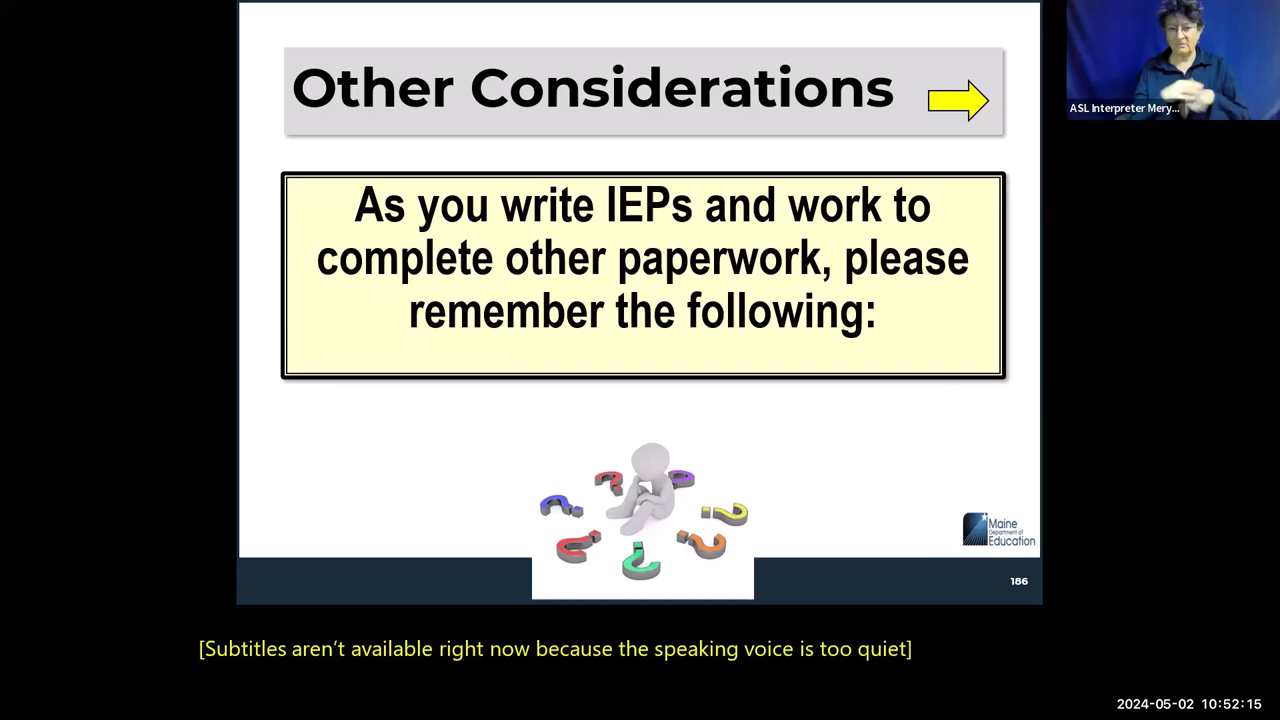 Other Considerations
ASL Interpreter Mery...
As you write IEPs and work to
complete other paperwork, please
remember the following:
Maine
Department of
Education
186
[Subtitles aren't available right now because the speaking voice is too quiet]
2024-05-02 10:52:15